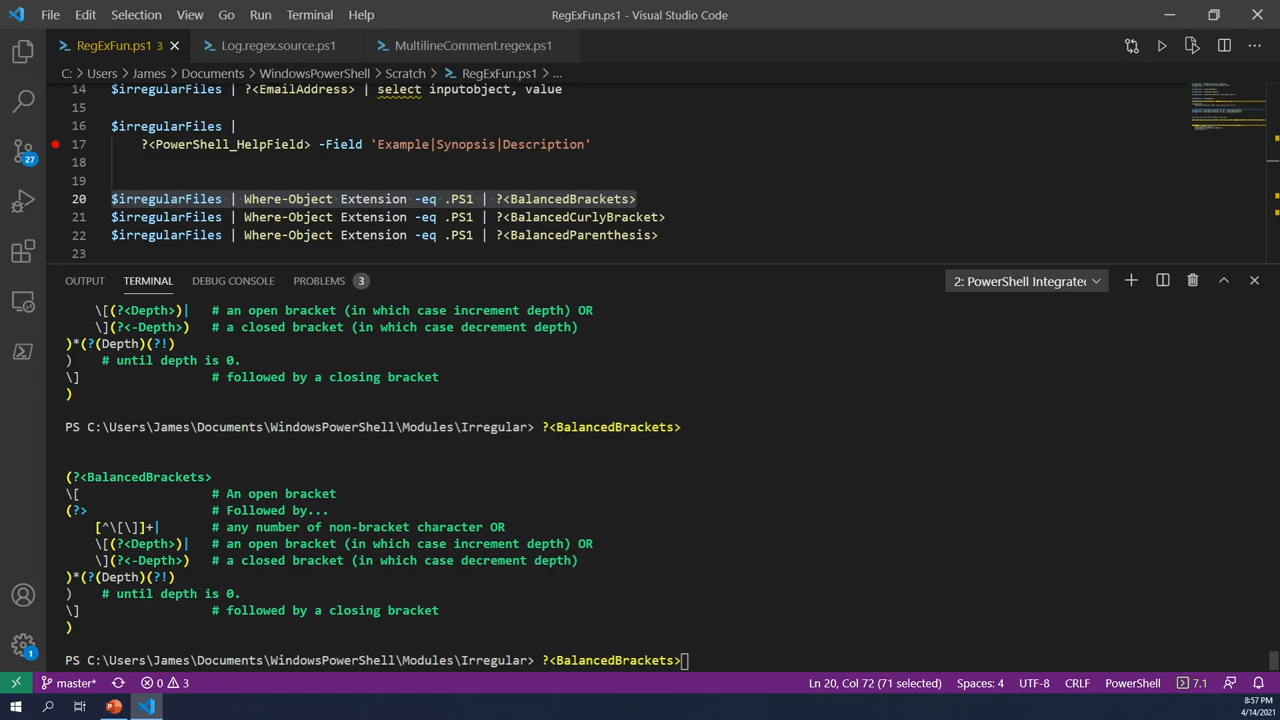 File Edit Selection View Go Run Terminal Help RegExFun.ps1 - Visual Studio Code
RegExFun.ps1 3 Log.regex.source.ps1 MultilineComment.regex.ps1
C: > Users > James > Documents > WindowsPowerShell > Scratch > RegExFun.ps1 > ...
14 $irregularFiles | ?<EmailAddress> | select inputobject, value
15
16 $irregularFiles |
17 ?<PowerShell_HelpField> -Field 'Example|Synopsis|Description'
18
19
20 $irregularFiles | Where-Object Extension -eq .PS1 | ?<BalancedBrackets>
21 $irregularFiles | Where-Object Extension -eq .PS1 | ?<BalancedCurlyBracket>
22 $irregularFiles | Where-Object Extension -eq .PS1 | ?<BalancedParenthesis>
23
27
OUTPUT TERMINAL DEBUG CONSOLE PROBLEMS 3 2: PowerShell Integrated
\[(?<Depth>)| # an open bracket (in which case increment depth) OR
\](?<-Depth>) # a closed bracket (in which case decrement depth)
)*(?(Depth)(?!)
) # until depth is 0.
\] # followed by a closing bracket
)
PS C:\Users\James\Documents\WindowsPowerShell\Modules\Irregular> ?<BalancedBrackets>
(?<BalancedBrackets>
\[ # An open bracket
(?> # Followed by...
[^\[\]]+| # any number of non-bracket character OR
\[(?<Depth>)| # an open bracket (in which case increment depth) OR
\](?<-Depth>) # a closed bracket (in which case decrement depth)
)*(?(Depth)(?!)
) # until depth is 0.
\] # followed by a closing bracket
)
PS C:\Users\James\Documents\WindowsPowerShell\Modules\Irregular> ?<BalancedBrackets>
1
master* 0 3 Ln 20, Col 72 (71 selected) Spaces: 4 UTF-8 CRLF PowerShell 7.1
8:57 PM
4/14/2021